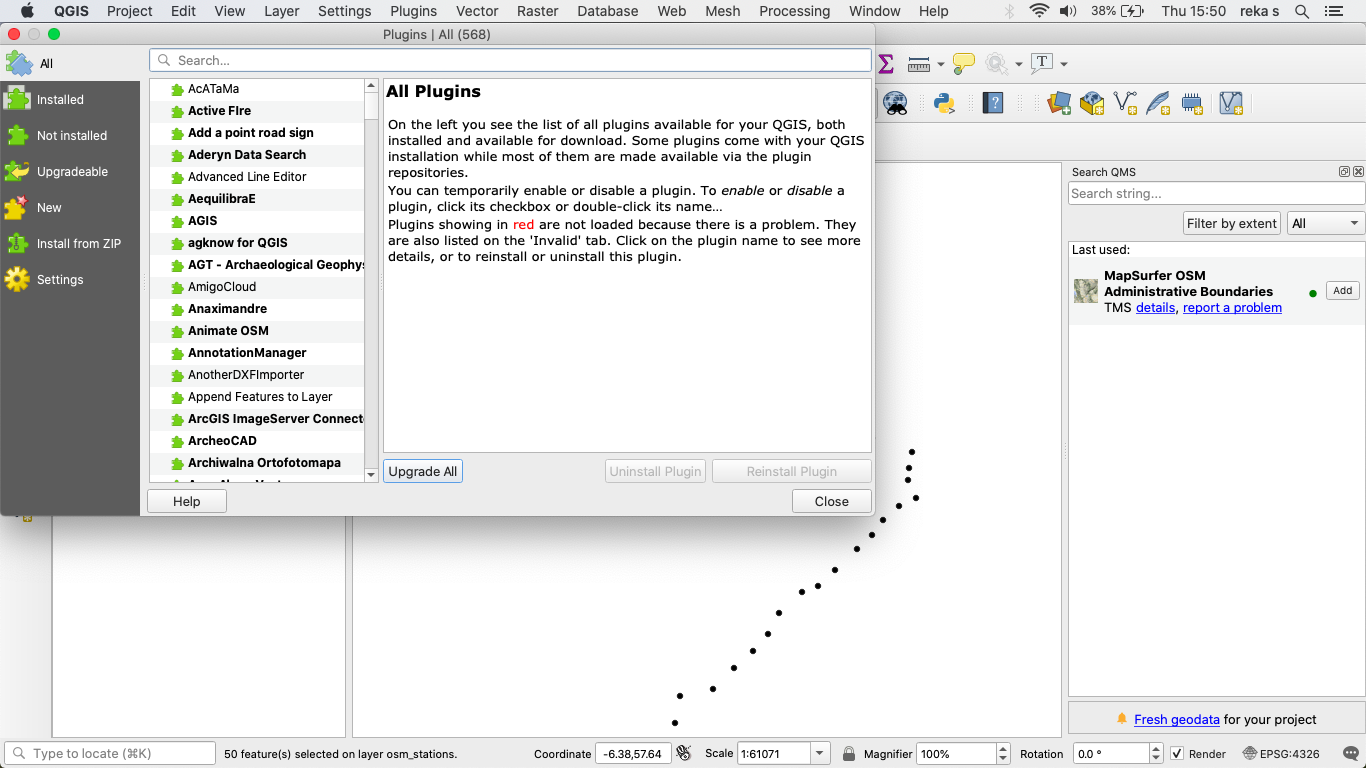 QGIS Project Edit View Layer Settings Plugins Vector Raster Database Web Mesh Processing Window Help 38% Thu 15:50 reka s
Plugins | All (568)
All
Installed
Not installed
Upgradeable
New
Install from ZIP
Settings
Search...
AcATaMa
Active FIre
Add a point road sign
Aderyn Data Search
Advanced Line Editor
AequilibraE
AGIS
agknow for QGIS
AGT - Archaeological Geophys
AmigoCloud
Anaximandre
Animate OSM
AnnotationManager
AnotherDXFImporter
Append Features to Layer
ArcGIS ImageServer Connect
ArcheoCAD
Archiwalna Ortofotomapa
All Plugins
On the left you see the list of all plugins available for your QGIS, both
installed and available for download. Some plugins come with your QGIS
installation while most of them are made available via the plugin
repositories.
You can temporarily enable or disable a plugin. To enable or disable a
plugin, click its checkbox or double-click its name...
Plugins showing in red are not loaded because there is a problem. They
are also listed on the 'Invalid' tab. Click on the plugin name to see more
details, or to reinstall or uninstall this plugin.
Upgrade All Uninstall Plugin Reinstall Plugin
Help Close
Search QMS
Search string...
Filter by extent All
Last used:
MapSurfer OSM
Administrative Boundaries
TMS details, report a problem
Add
Fresh geodata for your project
Type to locate (⌘K) 50 feature(s) selected on layer osm_stations. Coordinate -6.38,57.64 Scale 1:61071 Magnifier 100% Rotation 0.0 ° Render EPSG:4326